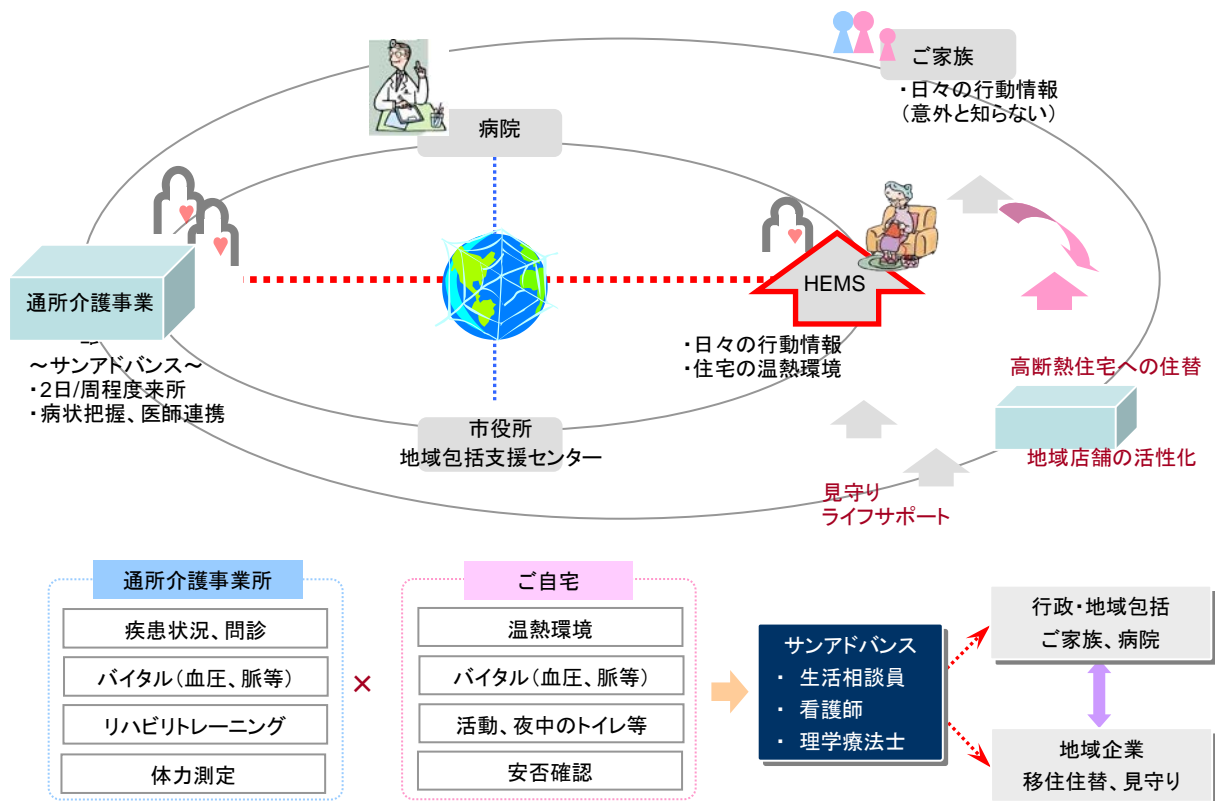 ご家族
・日々の行動情報
（意外と知らない）
病院
HEMS
通所介護事業
～サンアドバンス～
・2日/周程度来所
・病状把握、医師連携
・日々の行動情報
・住宅の温熱環境
市役所
地域包括支援センター
高断熱住宅への住替
地域店舗の活性化
見守り
ライフサポート
通所介護事業所
疾患状況、問診
バイタル（血圧、脈等）
リハビリトレーニング
体力測定
×
ご自宅
温熱環境
バイタル（血圧、脈等）
活動、夜中のトイレ等
安否確認
サンアドバンス
・ 生活相談員
・ 看護師
・ 理学療法士
行政・地域包括
ご家族、病院
地域企業
移住住替、見守り